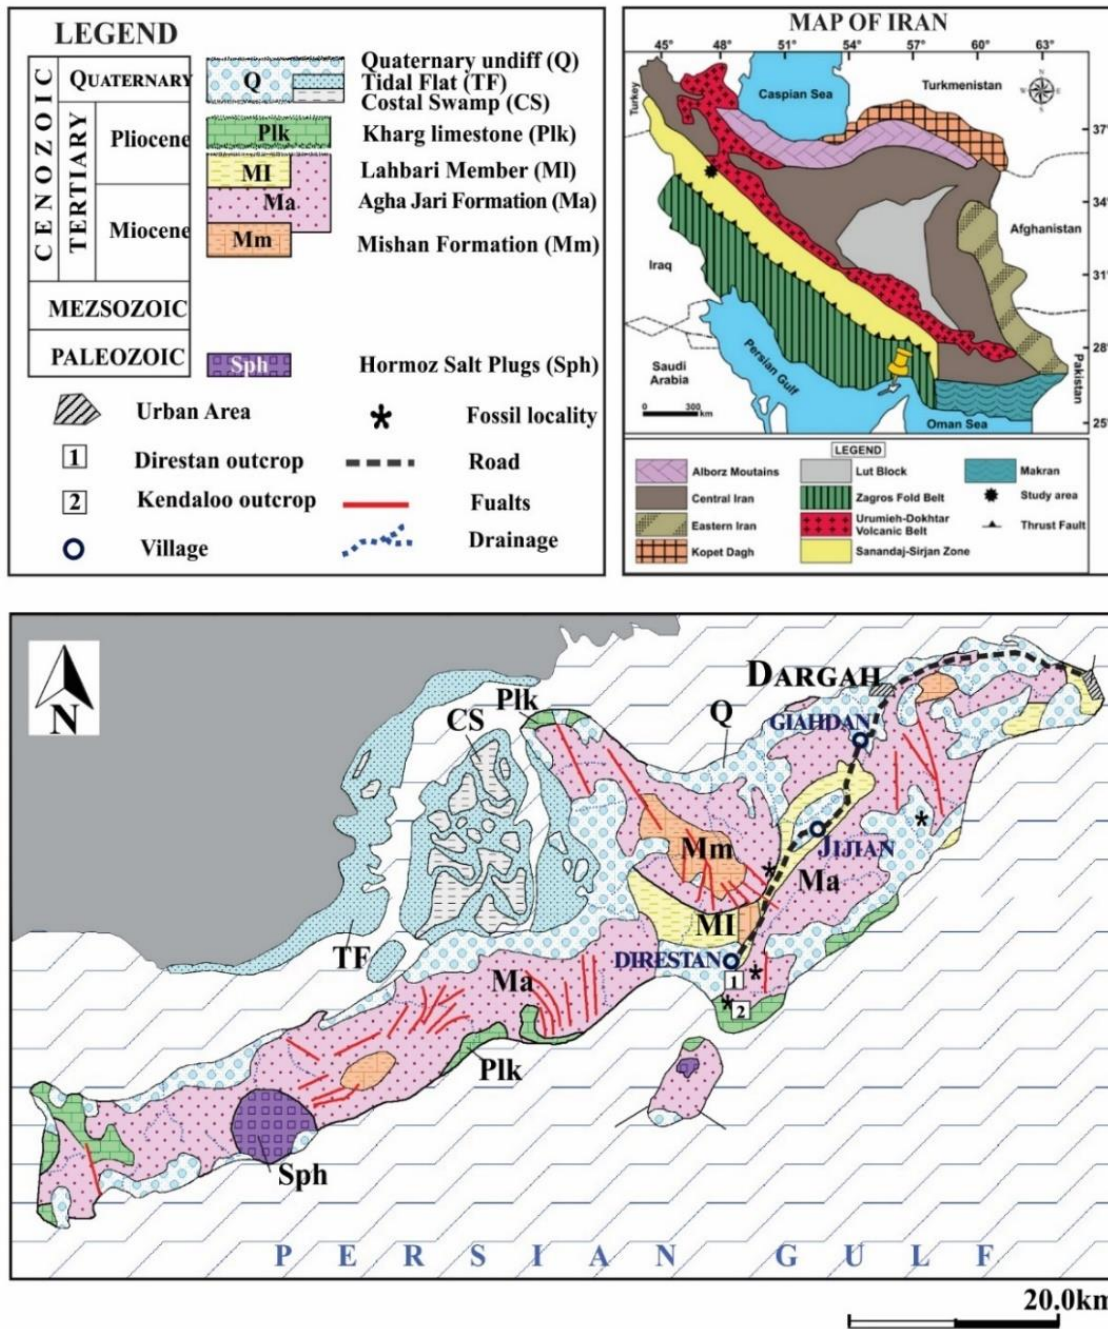 LEGEND
CENOZOIC
TERTIARY
QUATERNARY
Pliocene
Miocene
MEZSOZOIC
PALEOZOIC
Q
Plk
MI
Ma
Mm
Sph
Quaternary undiff (Q)
Tidal Flat (TF)
Costal Swamp (CS)
Kharg limestone (Plk)
Lahbari Member (MI)
Agha Jari Formation (Ma)
Mishan Formation (Mm)
Hormoz Salt Plugs (Sph)
Urban Area
Fossil locality
1
Direstan outcrop
Road
2
Kendaloo outcrop
Fualts
Village
Drainage
MAP OF IRAN
45° 48° 51° 54° 57° 60° 63°
Turkey
Caspian Sea
Turkmenistan
37°
34°
Afghanistan
Iraq
31°
28°
Persian Gulf
Saudi
Arabia
Pakistan
0 300
km
Oman Sea
25°
LEGEND
Alborz Moutains
Lut Block
Makran
Central Iran
Zagros Fold Belt
Study area
Eastern Iran
Urumieh-Dokhtar
Volcanic Belt
Thrust Fault
Kopet Dagh
Sanandaj-Sirjan Zone
N
Plk
CS
Q
DARGAH
GIAHDAN
Mm
JIJIAN
Ma
MI
TF
DIRESTAN
Ma
1
2
Plk
Sph
PERSIAN GULF
20.0km